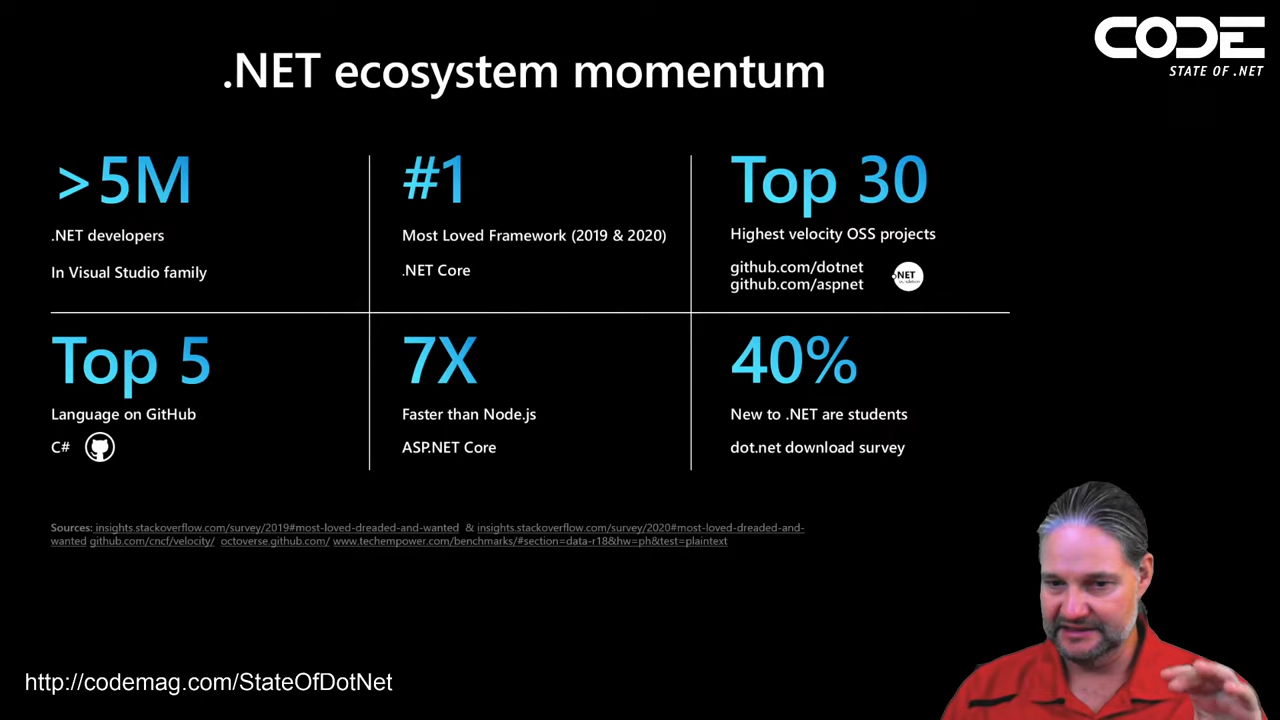 CODE
STATE OF .NET
.NET ecosystem momentum
>5M
.NET developers
In Visual Studio family
#1
Most Loved Framework (2019 & 2020)
.NET Core
Top 30
Highest velocity OSS projects
github.com/dotnet
github.com/aspnet
.NET
Top 5
Language on GitHub
C#
7X
Faster than Node.js
ASP.NET Core
40%
New to .NET are students
dot.net download survey
Sources: insights.stackoverflow.com/survey/2019#most-loved-dreaded-and-wanted & insights.stackoverflow.com/survey/2020#most-loved-dreaded-and-
wanted github.com/cncf/velocity/ octoverse.github.com/ www.techempower.com/benchmarks/#section=data-r18&hw=ph&test=plaintext
http://codemag.com/StateOfDotNet